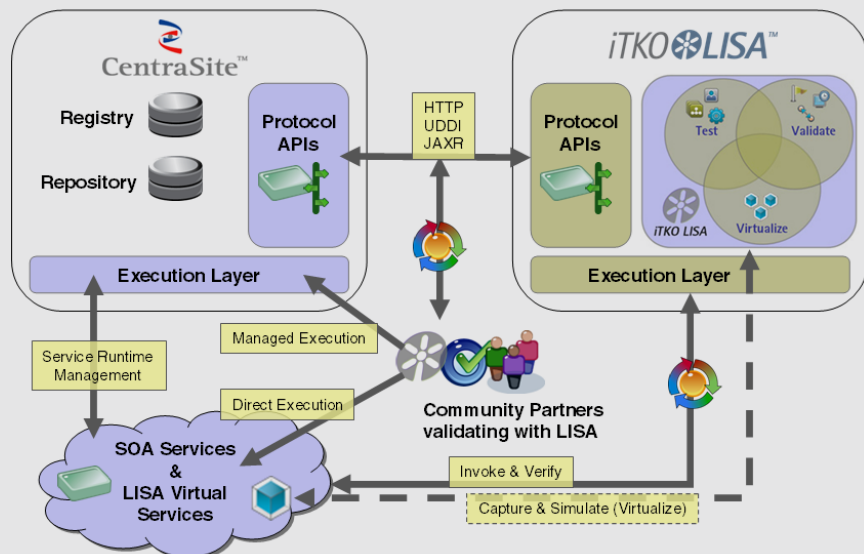 CentraSite™
iTKO LISA™
Registry
Repository
Protocol
APIs
HTTP
UDDI
JAXR
Protocol
APIs
Test
Validate
Virtualize
iTKO LISA
Execution Layer
Execution Layer
Service Runtime
Management
Managed Execution
Direct Execution
Community Partners
validating with LISA
SOA Services
&
LISA Virtual
Services
Invoke & Verify
Capture & Simulate (Virtualize)